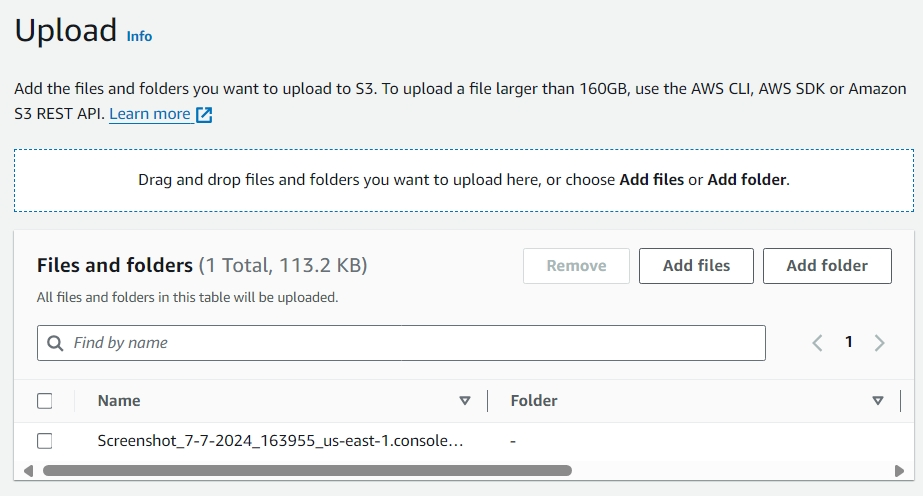 Upload Info
Add the files and folders you want to upload to S3. To upload a file larger than 160GB, use the AWS CLI, AWS SDK or Amazon
S3 REST API. Learn more
Drag and drop files and folders you want to upload here, or choose Add files or Add folder.
Files and folders (1 Total, 113.2 KB)
Remove Add files Add folder
All files and folders in this table will be uploaded.
Find by name
1
Name Folder
Screenshot_7-7-2024_163955_us-east-1.console... -